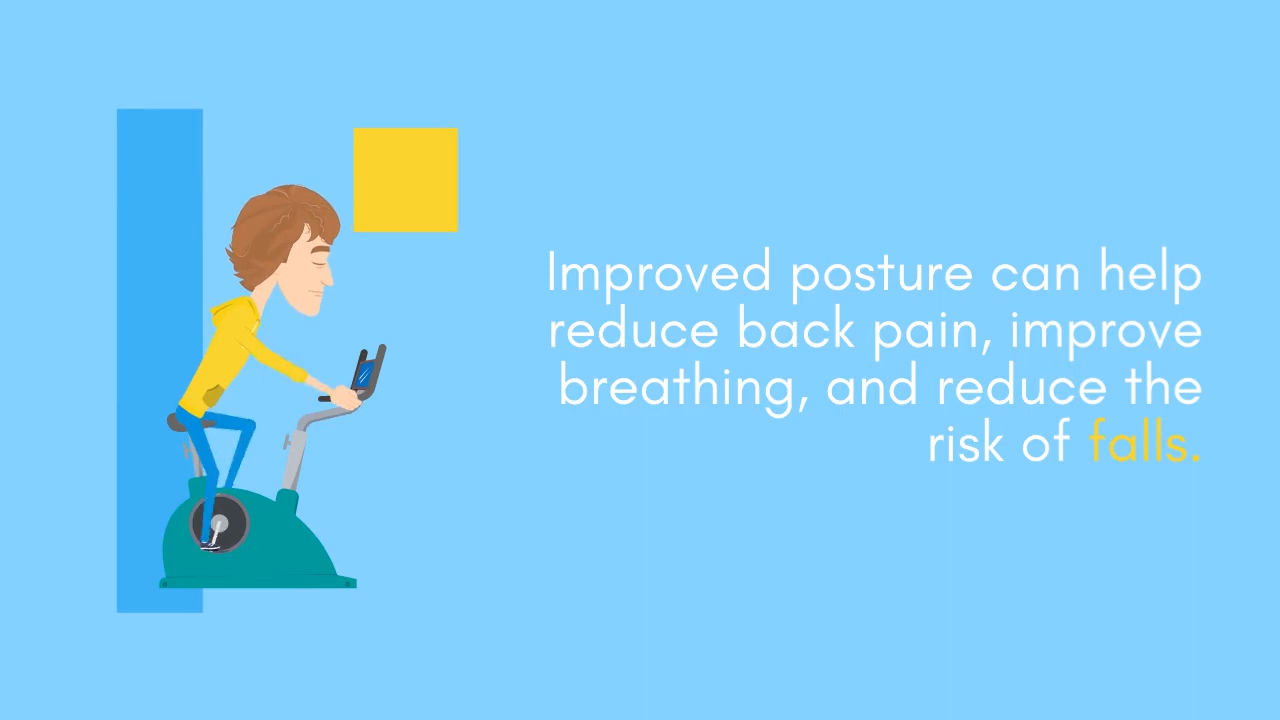 Improved posture can help
reduce back pain, improve
breathing, and reduce the
risk of falls.